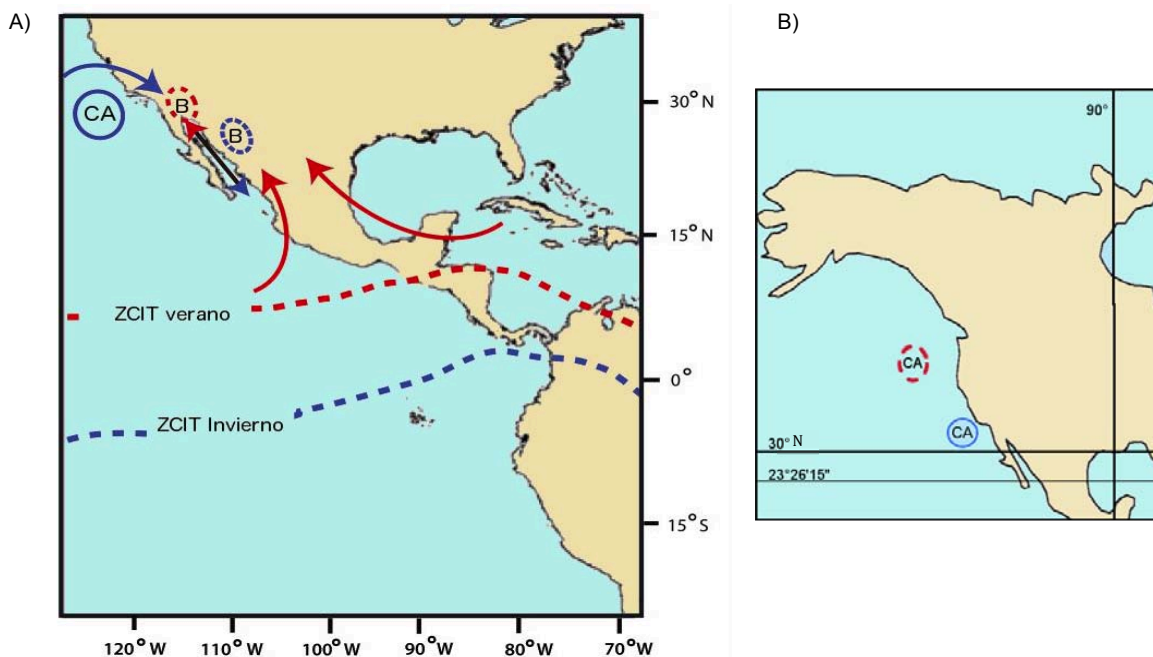 A)
CA
B
B
30°N
15°N
ZCIT verano
0°
ZCIT Invierno
15°S
120°W 110°W 100°W 90°W 80°W 70°W
B)
90°
CA
CA
30° N
23°26'15"